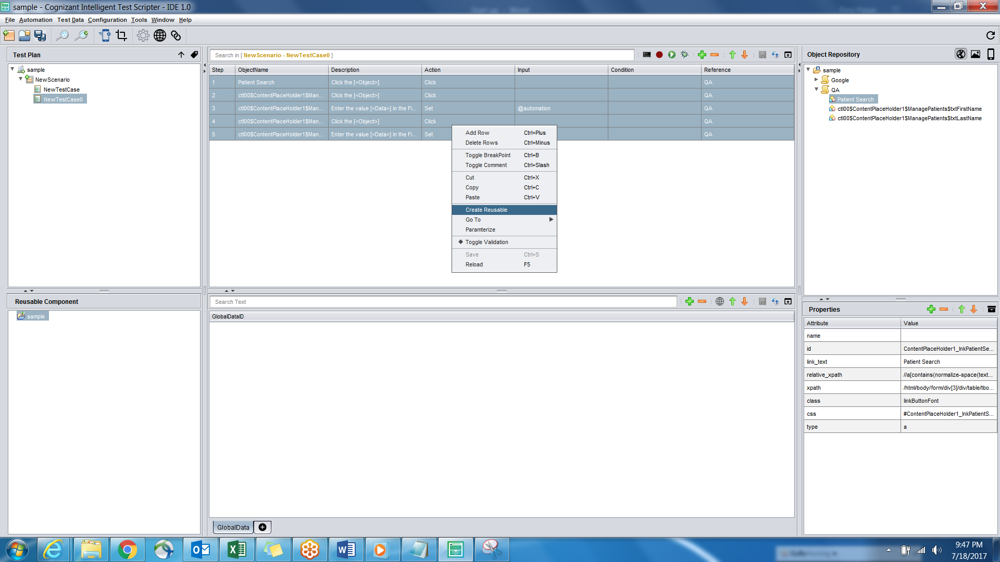 sample - Cognizant Intelligent Test Scripter - IDE 1.0
File Automation Test Data Configuration Tools Window Help
Test Plan
sample
NewScenario
NewTestCase
NewTestCase0
Search in [ NewScenario - NewTestCase0 ]
Step ObjectName Description Action Input Condition Reference
1 Patient Search Click the [<Object>] Click QA
2 ctl00$ContentPlaceHolder1$Man... Click the [<Object>] Click QA
3 ctl00$ContentPlaceHolder1$Man... Enter the value [<Data>] in the Fi... Set @automation QA
4 ctl00$ContentPlaceHolder1$Man... Click the [<Object>] Click QA
5 ctl00$ContentPlaceHolder1$Man... Enter the value [<Data>] in the Fi... Set QA
Add Row Ctrl+Plus
Delete Rows Ctrl+Minus
Toggle BreakPoint Ctrl+B
Toggle Comment Ctrl+Slash
Cut Ctrl+X
Copy Ctrl+C
Paste Ctrl+V
Create Reusable
Go To
Paramterize
Toggle Validation
Save Ctrl+S
Reload F5
Object Repository
sample
Google
QA
Patient Search
ctl00$ContentPlaceHolder1$ManagePatients$txtFirstName
ctl00$ContentPlaceHolder1$ManagePatients$txtLastName
Reusable Component
sample
Search Text
GlobalDataID
GlobalData
Properties
Attribute Value
name
id ContentPlaceHolder1_lnkPatientSe...
link_text Patient Search
relative_xpath //a[contains(normalize-space(text...
xpath /html/body/form/div[3]/div/table/tbo...
class linkButtonFont
css #ContentPlaceHolder1_lnkPatientS...
type a
9:47 PM
7/18/2017